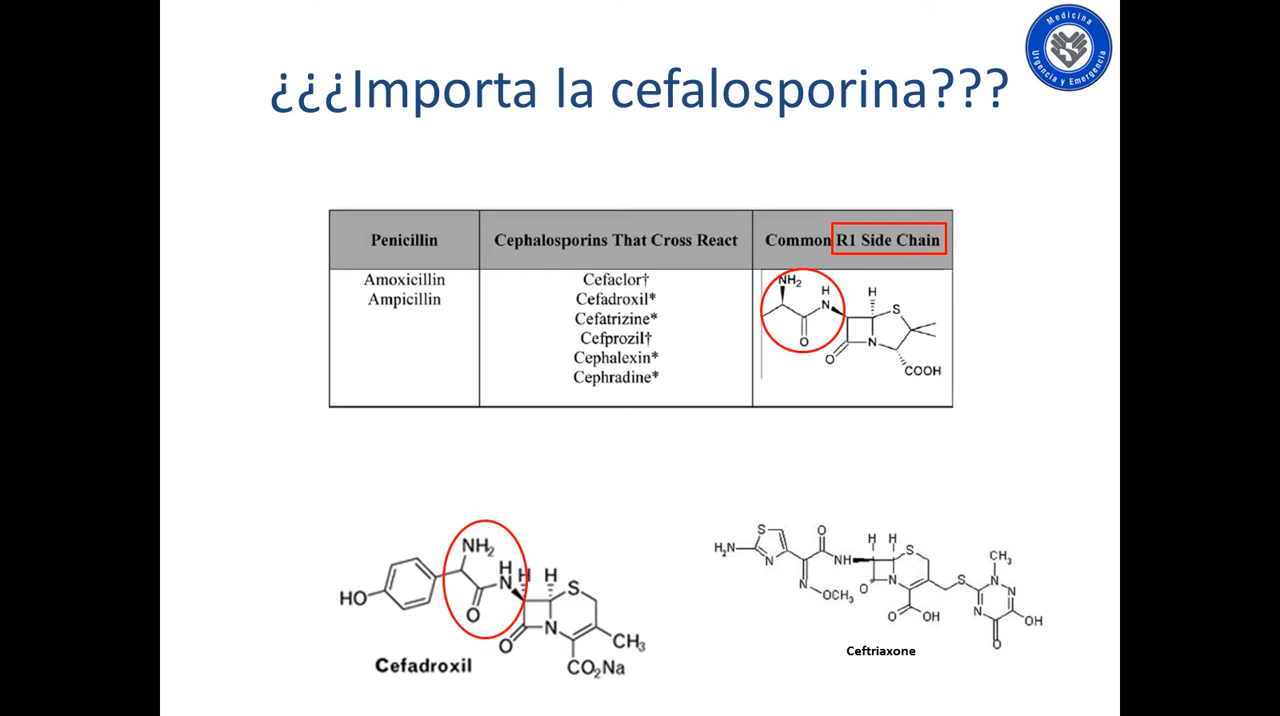 Medicina
Urgencia y Emergencia
¿¿¿Importa la cefalosporina???
Penicillin
Cephalosporins That Cross React
Common R1 Side Chain
Amoxicillin
Ampicillin
Cefaclor†
Cefadroxil*
Cefatrizine*
Cefprozil†
Cephalexin*
Cephradine*
NH₂
H
N
H
S
O
O
N
COOH
NH₂
H
N
H
H
S
HO
O
O
N
CH₃
CO₂Na
Cefadroxil
S
O
H
H
S
CH₃
H₂N
N
NH
N
S
N
N
N
OCH₃
O
N
O
OH
N
OH
O
Ceftriaxone